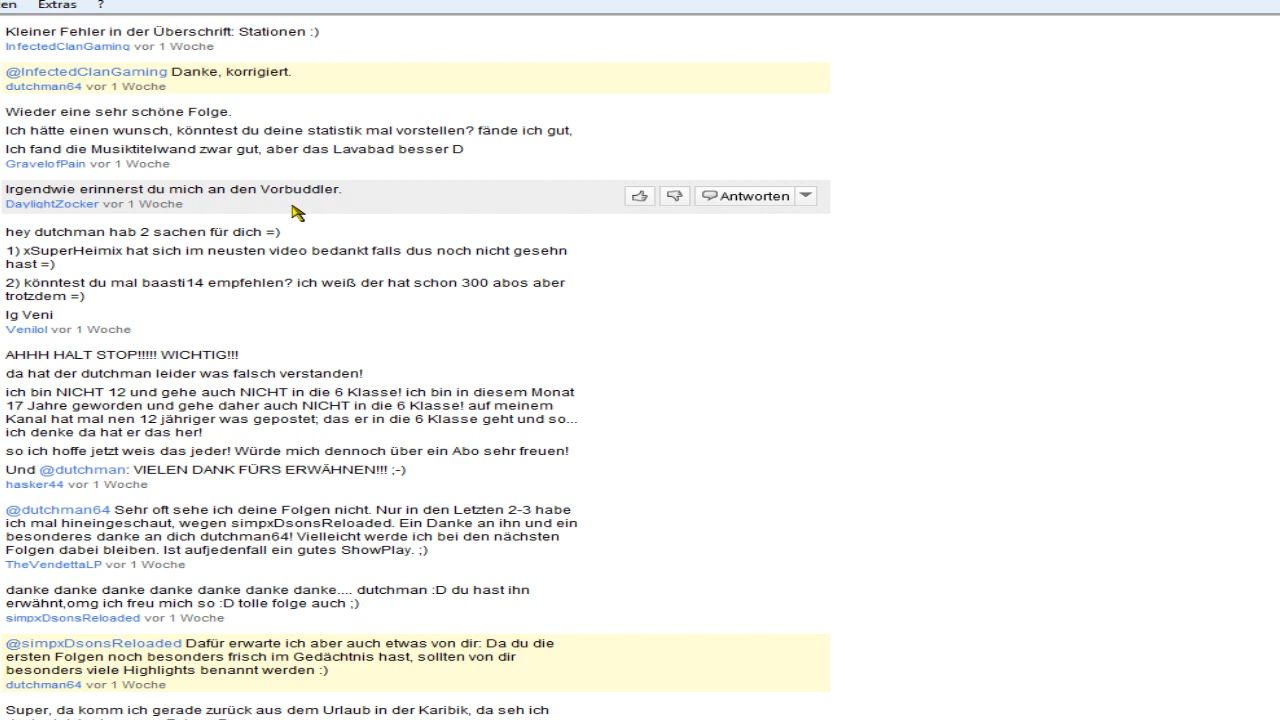 en Extras ?
Kleiner Fehler in der Überschrift: Stationen :)
InfectedClanGaming vor 1 Woche
@InfectedClanGaming Danke, korrigiert.
dutchman64 vor 1 Woche
Wieder eine sehr schöne Folge.
Ich hätte einen wunsch, könntest du deine statistik mal vorstellen? fände ich gut,
Ich fand die Musiktitelwand zwar gut, aber das Lavabad besser D
GravelofPain vor 1 Woche
Irgendwie erinnerst du mich an den Vorbuddler.
DaylightZocker vor 1 Woche
Antworten
hey dutchman hab 2 sachen für dich =)
1) xSuperHeimix hat sich im neusten video bedankt falls dus noch nicht gesehn
hast =)
2) könntest du mal baasti14 empfehlen? ich weiß der hat schon 300 abos aber
trotzdem =)
lg Veni
Venilol vor 1 Woche
AHHH HALT STOP!!!!! WICHTIG!!!
da hat der dutchman leider was falsch verstanden!
ich bin NICHT 12 und gehe auch NICHT in die 6 Klasse! ich bin in diesem Monat
17 Jahre geworden und gehe daher auch NICHT in die 6 Klasse! auf meinem
Kanal hat mal nen 12 jähriger was gepostet; das er in die 6 Klasse geht und so...
ich denke da hat er das her!
so ich hoffe jetzt weis das jeder! Würde mich dennoch über ein Abo sehr freuen!
Und @dutchman: VIELEN DANK FÜRS ERWÄHNEN!!! ;-)
hasker44 vor 1 Woche
@dutchman64 Sehr oft sehe ich deine Folgen nicht. Nur in den Letzten 2-3 habe
ich mal hineingeschaut, wegen simpxDsonsReloaded. Ein Danke an ihn und ein
besonderes danke an dich dutchman64! Vielleicht werde ich bei den nächsten
Folgen dabei bleiben. Ist aufjedenfall ein gutes ShowPlay. ;)
TheVendettaLP vor 1 Woche
danke danke danke danke danke danke danke.... dutchman :D du hast ihn
erwähnt,omg ich freu mich so :D tolle folge auch ;)
simpxDsonsReloaded vor 1 Woche
@simpxDsonsReloaded Dafür erwarte ich aber auch etwas von dir: Da du die
ersten Folgen noch besonders frisch im Gedächtnis hast, sollten von dir
besonders viele Highlights benannt werden :)
dutchman64 vor 1 Woche
Super, da komm ich gerade zurück aus dem Urlaub in der Karibik, da seh ich